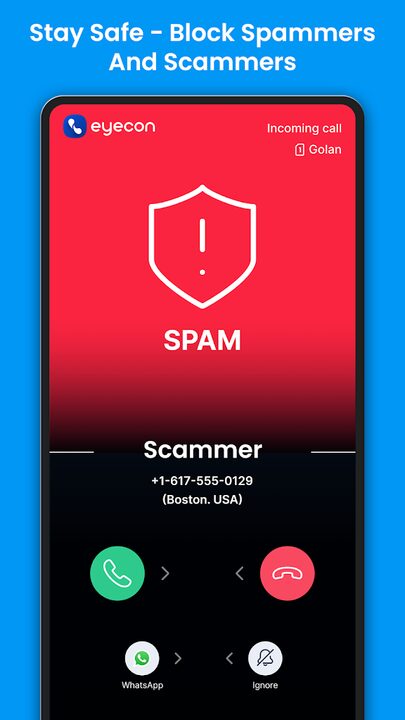 Stay Safe - Block Spammers
And Scammers
eyecon
Incoming call
Golan
SPAM
Scammer
+1-617-555-0129
(Boston. USA)
WhatsApp
Ignore